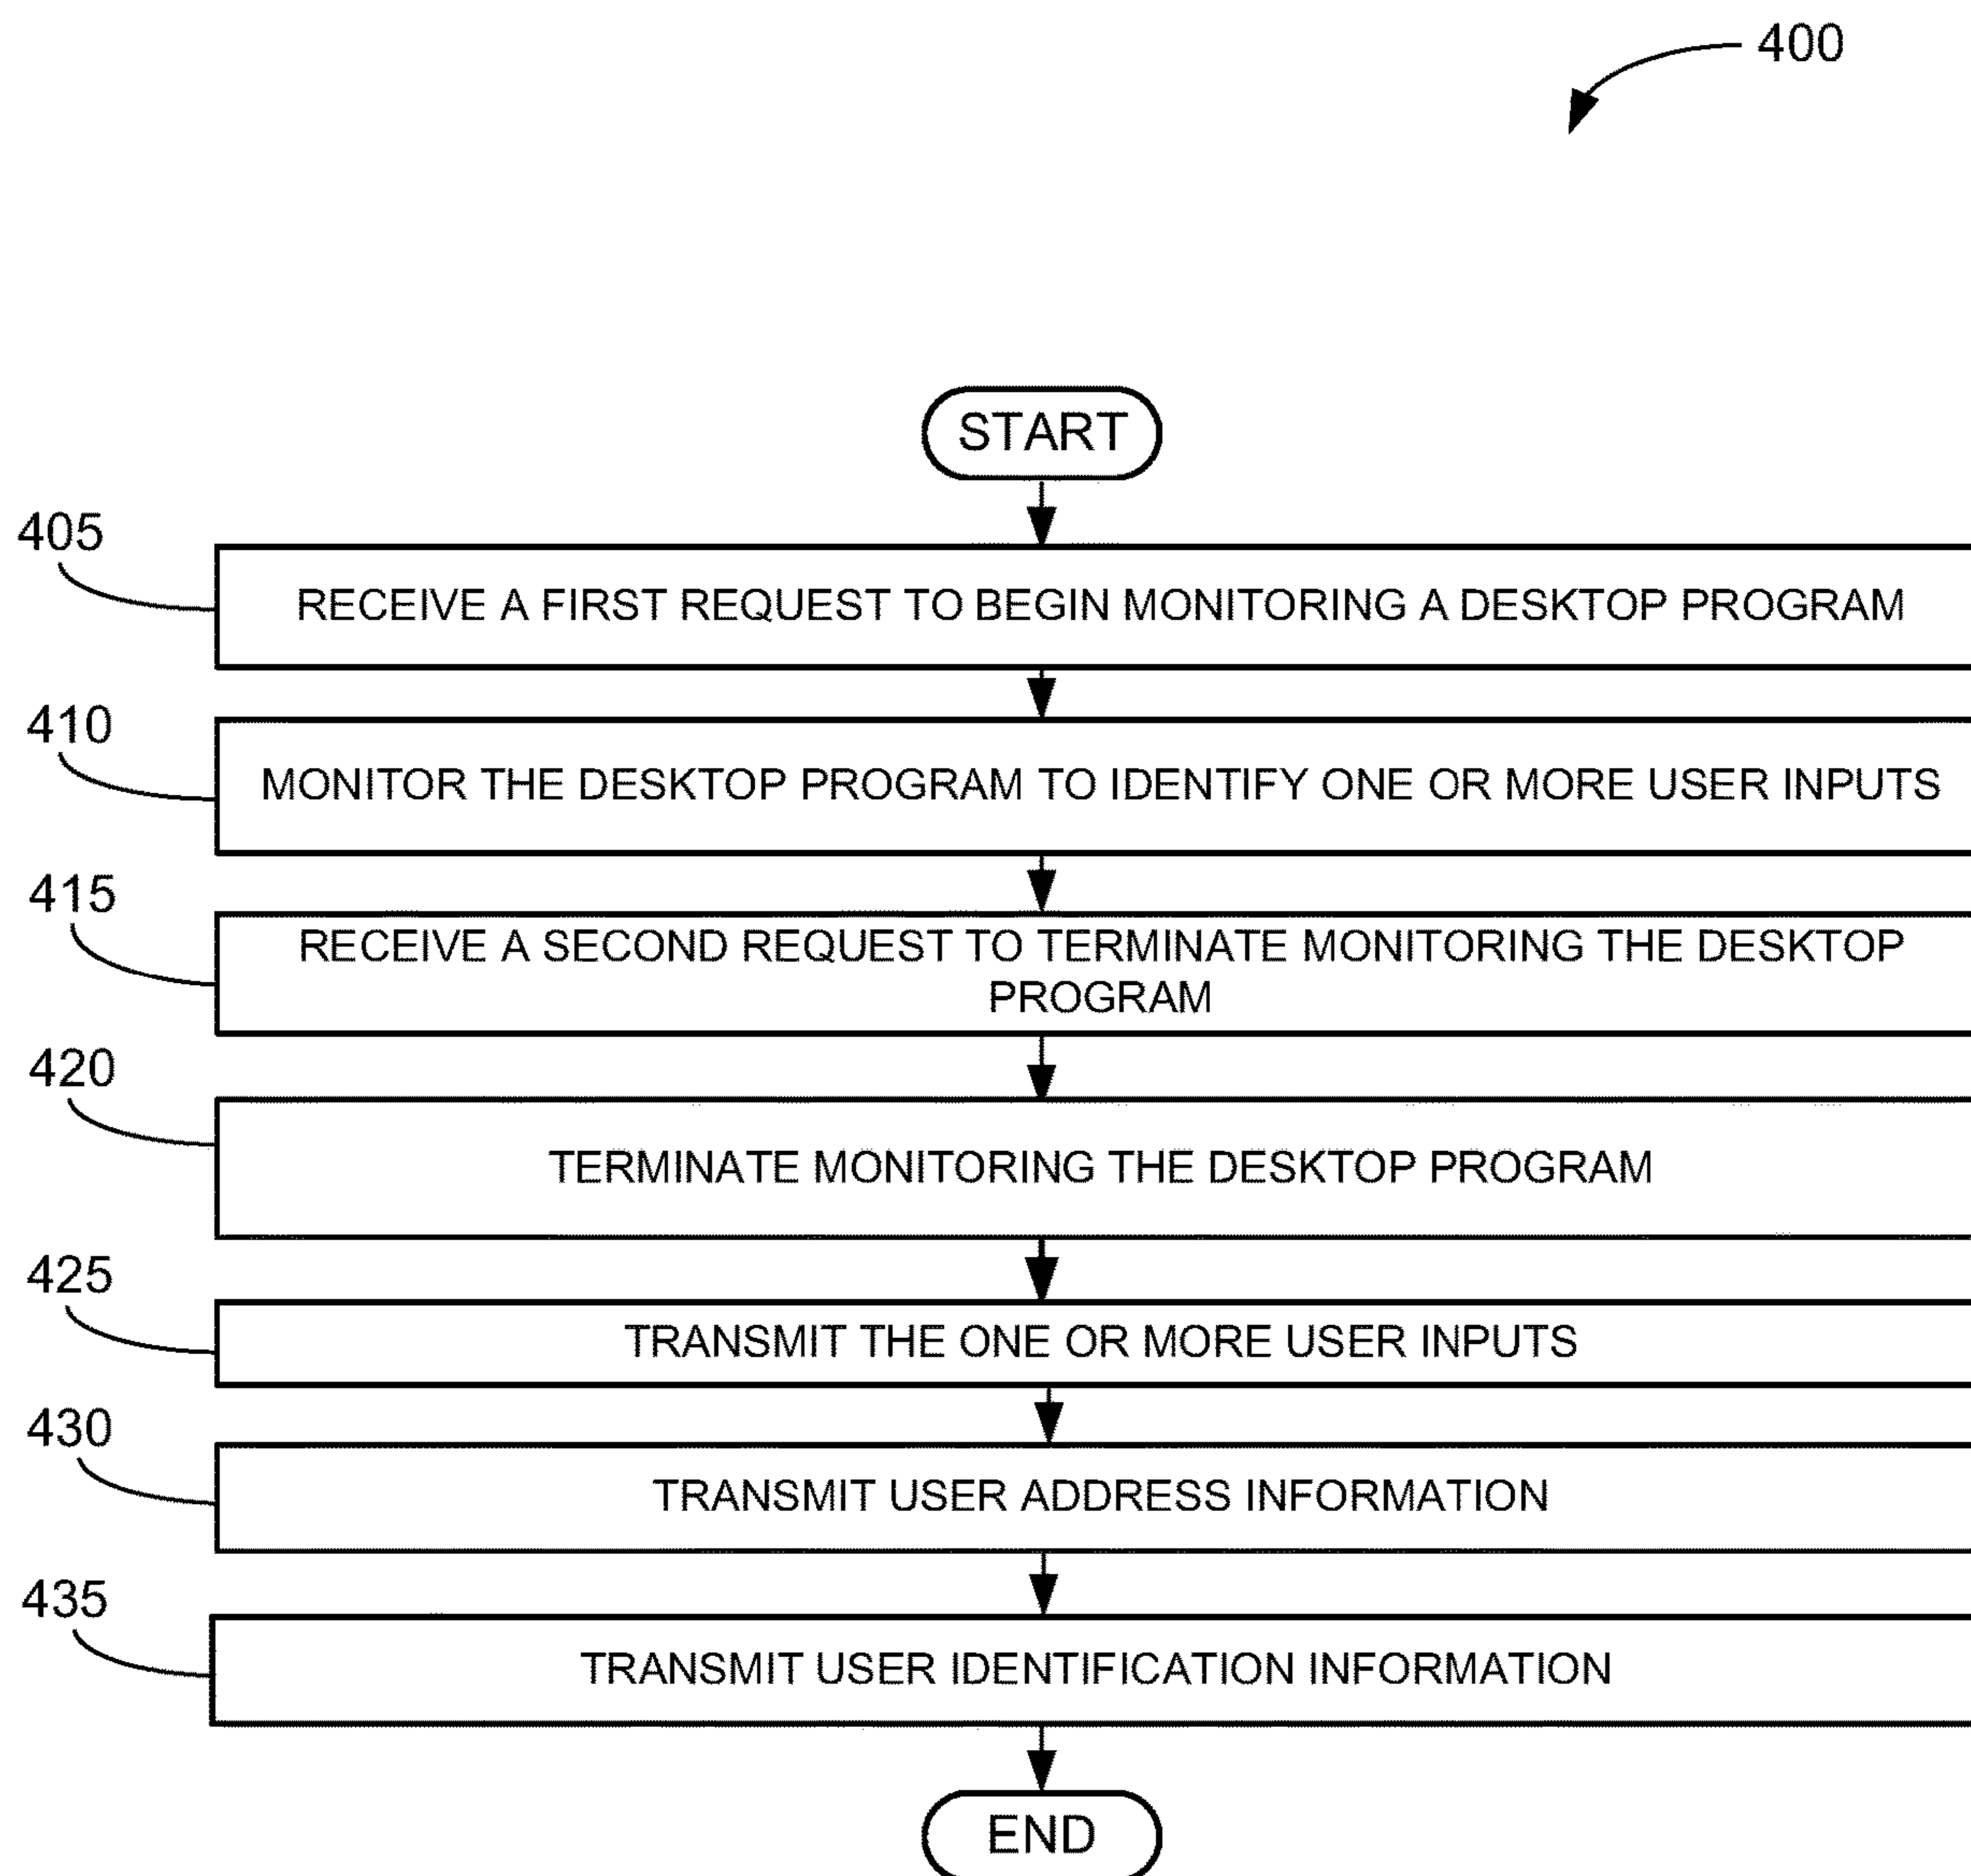 400
START
405
RECEIVE A FIRST REQUEST TO BEGIN MONITORING A DESKTOP PROGRAM
410
MONITOR THE DESKTOP PROGRAM TO IDENTIFY ONE OR MORE USER INPUTS
415
RECEIVE A SECOND REQUEST TO TERMINATE MONITORING THE DESKTOP
PROGRAM
420
TERMINATE MONITORING THE DESKTOP PROGRAM
425
TRANSMIT THE ONE OR MORE USER INPUTS
430
TRANSMIT USER ADDRESS INFORMATION
435
TRANSMIT USER IDENTIFICATION INFORMATION
END